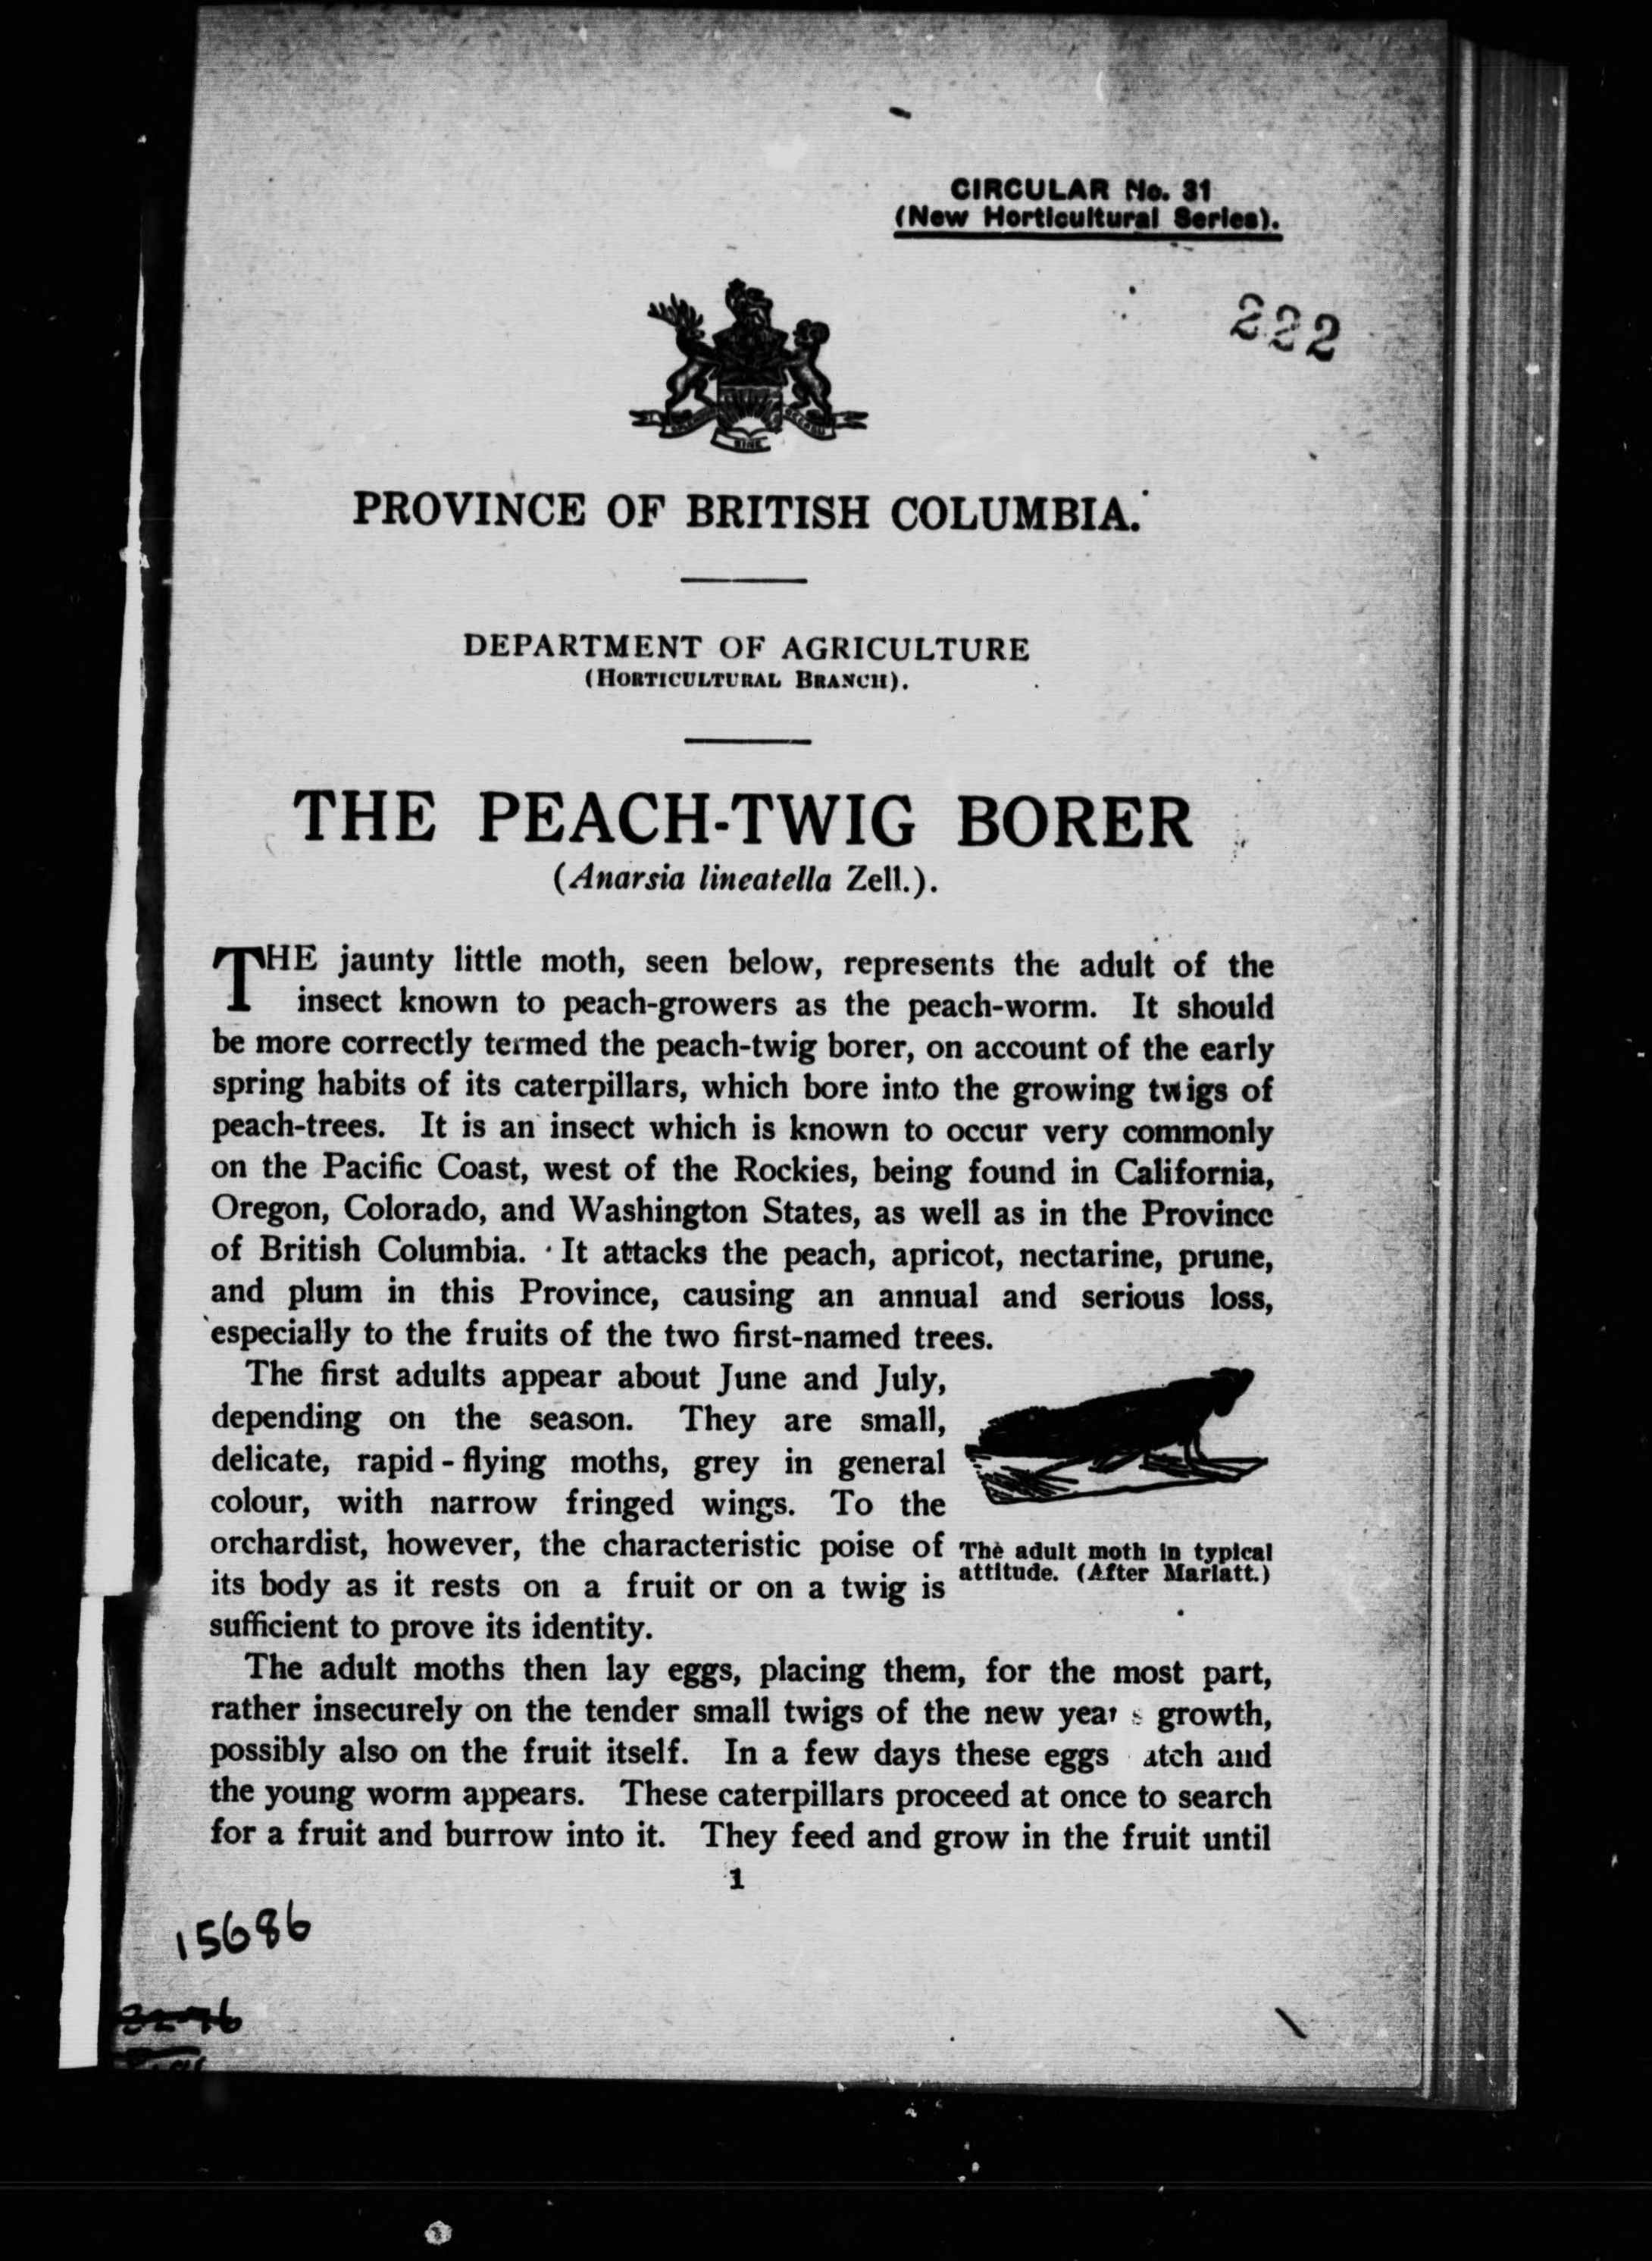 CIRCULAR No. 31
(New Horticultural Series).
222
SINE
PROVINCE OF BRITISH COLUMBIA.
DEPARTMENT OF AGRICULTURE
(HORTICULTURAL BRANCH).
THE PEACH-TWIG BORER
(Anarsia lineatella Zell.).
THE jaunty little moth, seen below, represents the adult of the
insect known to peach-growers as the peach-worm. It should
be more correctly termed the peach-twig borer, on account of the early
spring habits of its caterpillars, which bore into the growing twigs of
peach-trees. It is an insect which is known to occur very commonly
on the Pacific Coast, west of the Rockies, being found in California,
Oregon, Colorado, and Washington States, as well as in the Province
of British Columbia. It attacks the peach, apricot, nectarine, prune,
and plum in this Province, causing an annual and serious loss,
especially to the fruits of the two first-named trees.
The first adults appear about June and July,
depending on the season. They are small,
delicate, rapid-flying moths, grey in general
colour, with narrow fringed wings. To the
orchardist, however, the characteristic poise of
its body as it rests on a fruit or on a twig is
sufficient to prove its identity.
The adult moth in typical
attitude. (After Marlatt.)
The adult moths then lay eggs, placing them, for the most part,
rather insecurely on the tender small twigs of the new year s growth,
possibly also on the fruit itself. In a few days these eggs atch and
the young worm appears. These caterpillars proceed at once to search
for a fruit and burrow into it. They feed and grow in the fruit until
1
15686